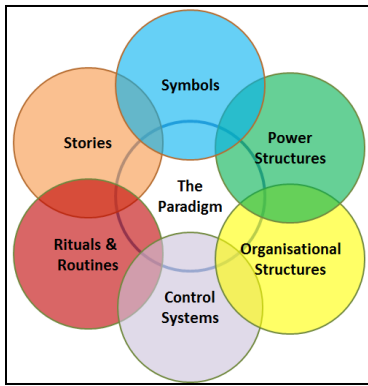 Symbols
Stories
Power
Structures
The
Paradigm
Rituals &
Routines
Organisational
Structures
Control
Systems